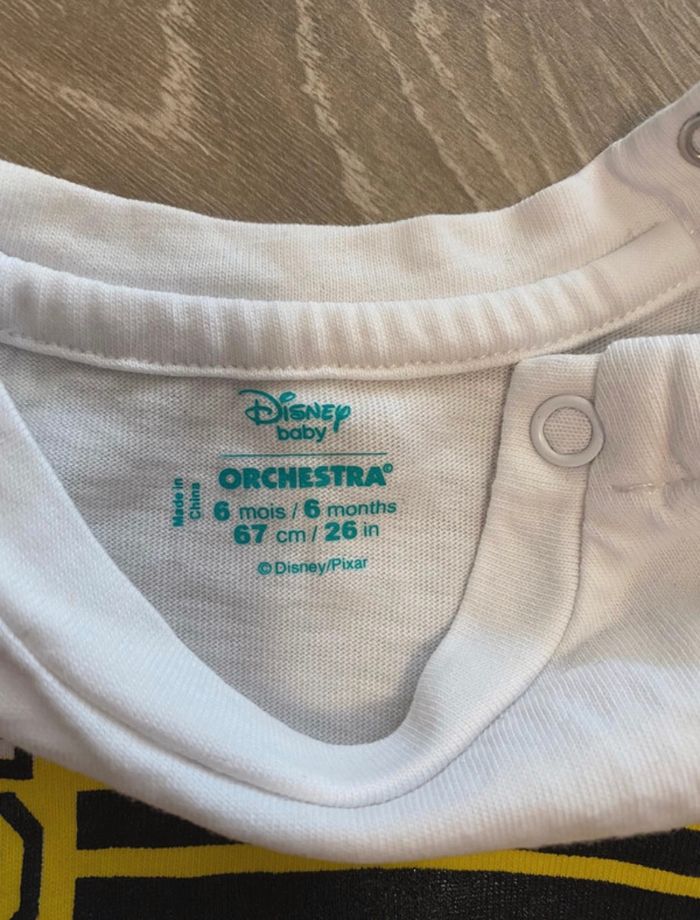 Disney
baby
ORCHESTRA®
Made in
China
6 mois / 6 months
67 cm / 26 in
©Disney/Pixar